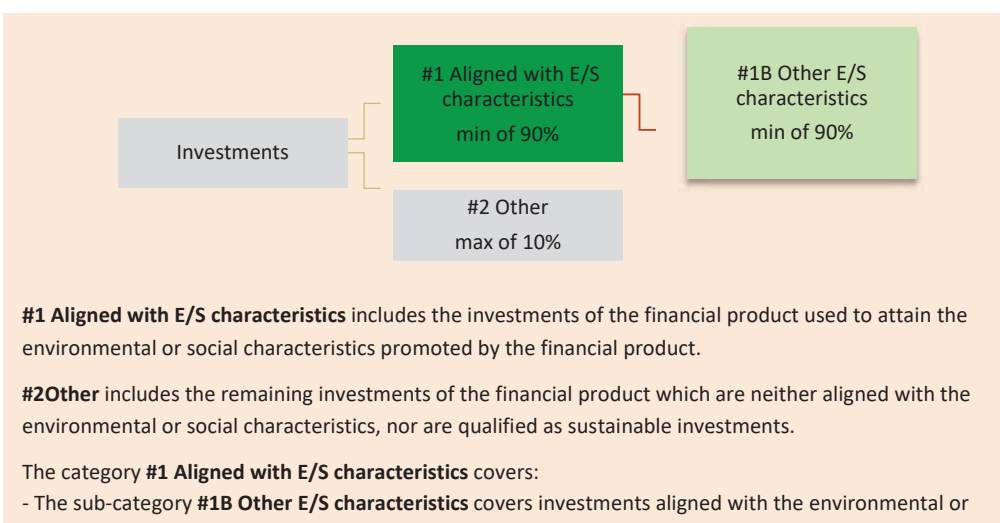 #1 Aligned with E/S
characteristics
min of 90%
#1B Other E/S
characteristics
min of 90%
Investments
#2 Other
max of 10%
#1 Aligned with E/S characteristics includes the investments of the financial product used to attain the
environmental or social characteristics promoted by the financial product.
#2Other includes the remaining investments of the financial product which are neither aligned with the
environmental or social characteristics, nor are qualified as sustainable investments.
The category #1 Aligned with E/S characteristics covers:
- The sub-category #1B Other E/S characteristics covers investments aligned with the environmental or